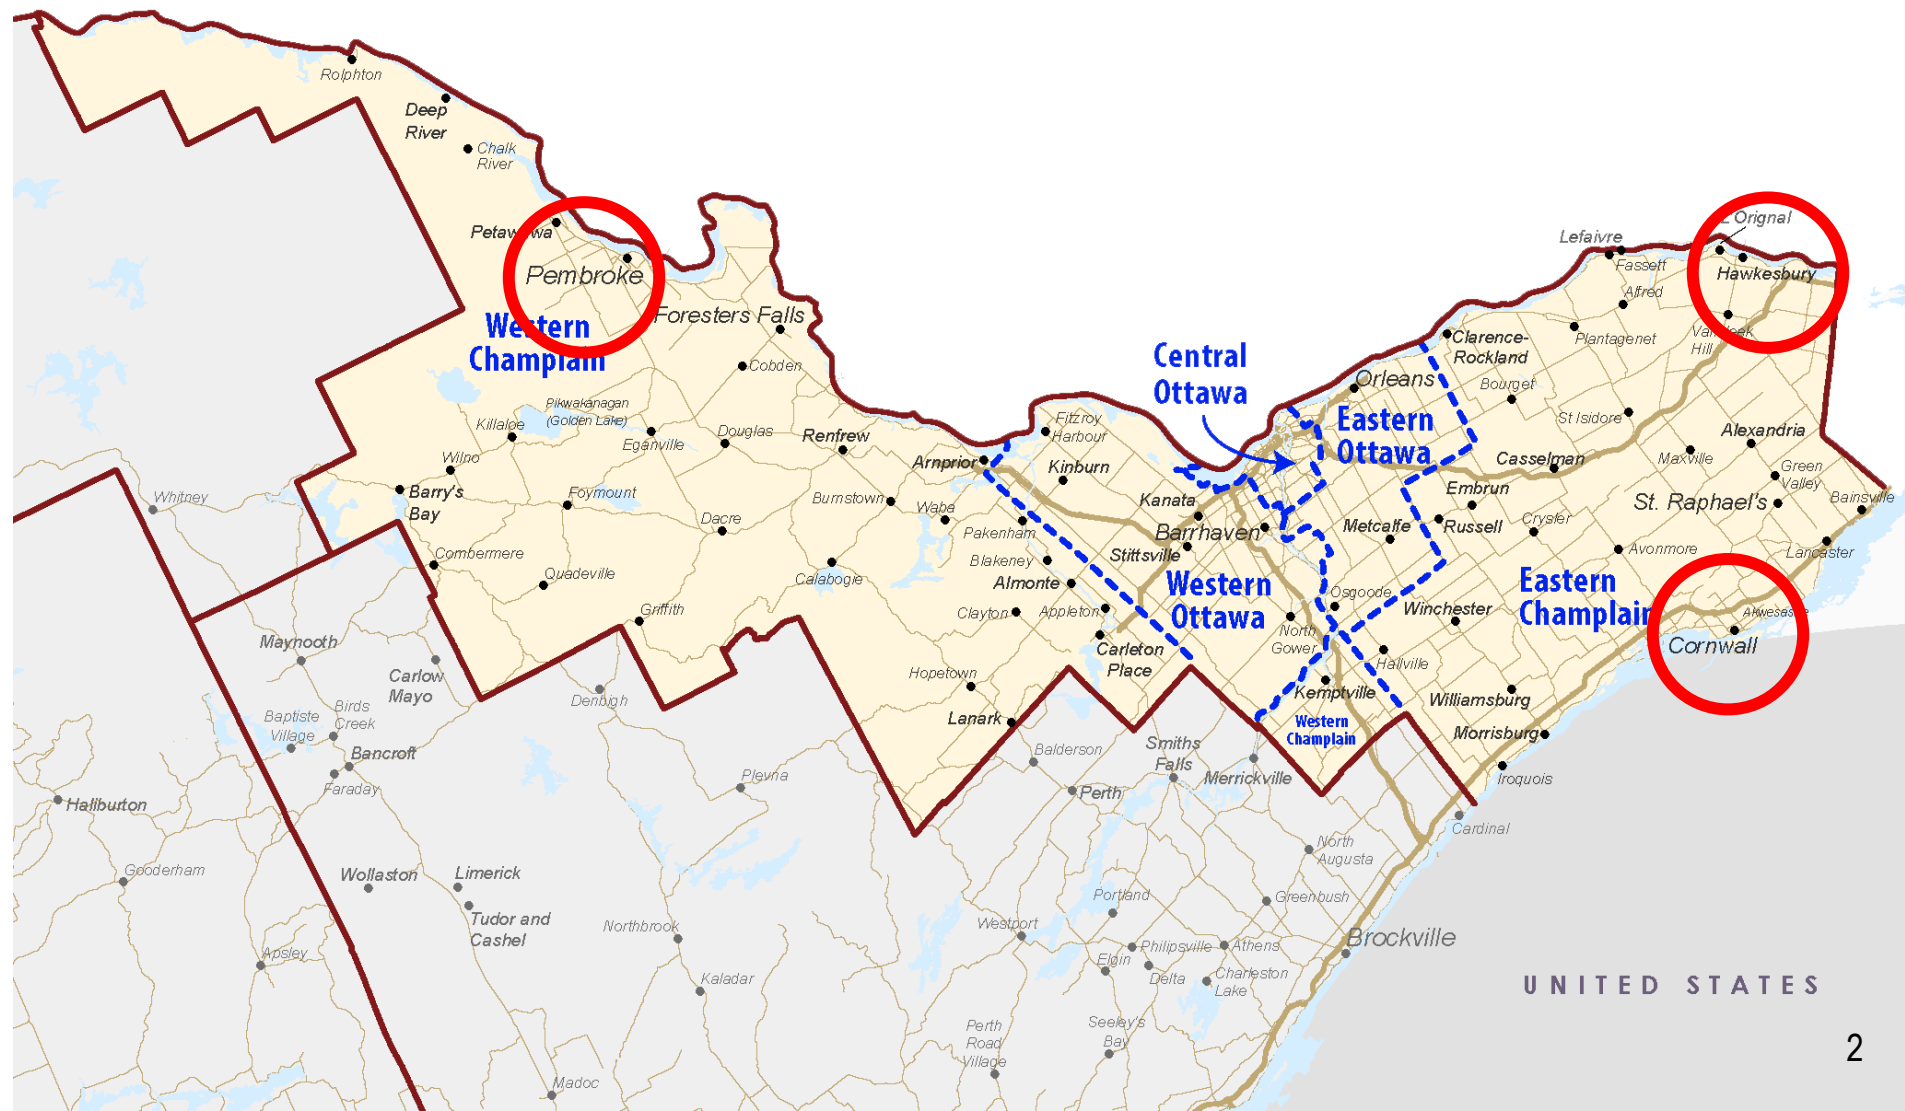 Rolphton
Deep
River
Chalk
River
Petawawa
Pembroke
Foresters Falls
Western
Champlain
Cobden
Pikwakanagan
(Golden Lake)
Killaloe
Eganville
Douglas
Renfrew
Wilno
Barry's
Bay
Foymount
Burnstown
Waba
Arnprior
Whitney
Dacre
Combermere
Quadeville
Calabogie
Griffith
Pakenham
Blakeney
Almonte
Clayton
Appleton
Carleton
Place
Hopetown
Lanark
Fitzroy
Harbour
Kinburn
Kanata
Barrhaven
Stittsville
Western
Ottawa
Central
Ottawa
Eastern
Ottawa
Orleans
Clarence-
Rockland
Bourget
Lefaivre
Fassett
Alfred
Plantagenet
L'Orignal
Hawkesbury
Vankleek
Hill
St Isidore
Casselman
Maxville
Alexandria
Green
Valley
St. Raphael's
Bainsville
Lancaster
Embrun
Russell
Crysler
Metcalfe
Avonmore
Eastern
Champlain
Akwesasne
Cornwall
Osgoode
Winchester
North
Gower
Hallville
Kemptville
Western
Champlain
Williamsburg
Morrisburg
Iroquois
Cardinal
Maynooth
Carlow
Mayo
Birds
Creek
Baptiste
Village
Bancroft
Faraday
Denbigh
Plevna
Balderson
Smiths
Falls
Merrickville
Perth
Haliburton
Gooderham
Wollaston
Limerick
Tudor and
Cashel
Northbrook
Apsley
Kaladar
Madoc
North
Augusta
Greenbush
Portland
Westport
Philipsville
Athens
Elgin
Delta
Charleston
Lake
Brockville
Seeley's
Bay
Perth
Road
Village
UNITED STATES
2